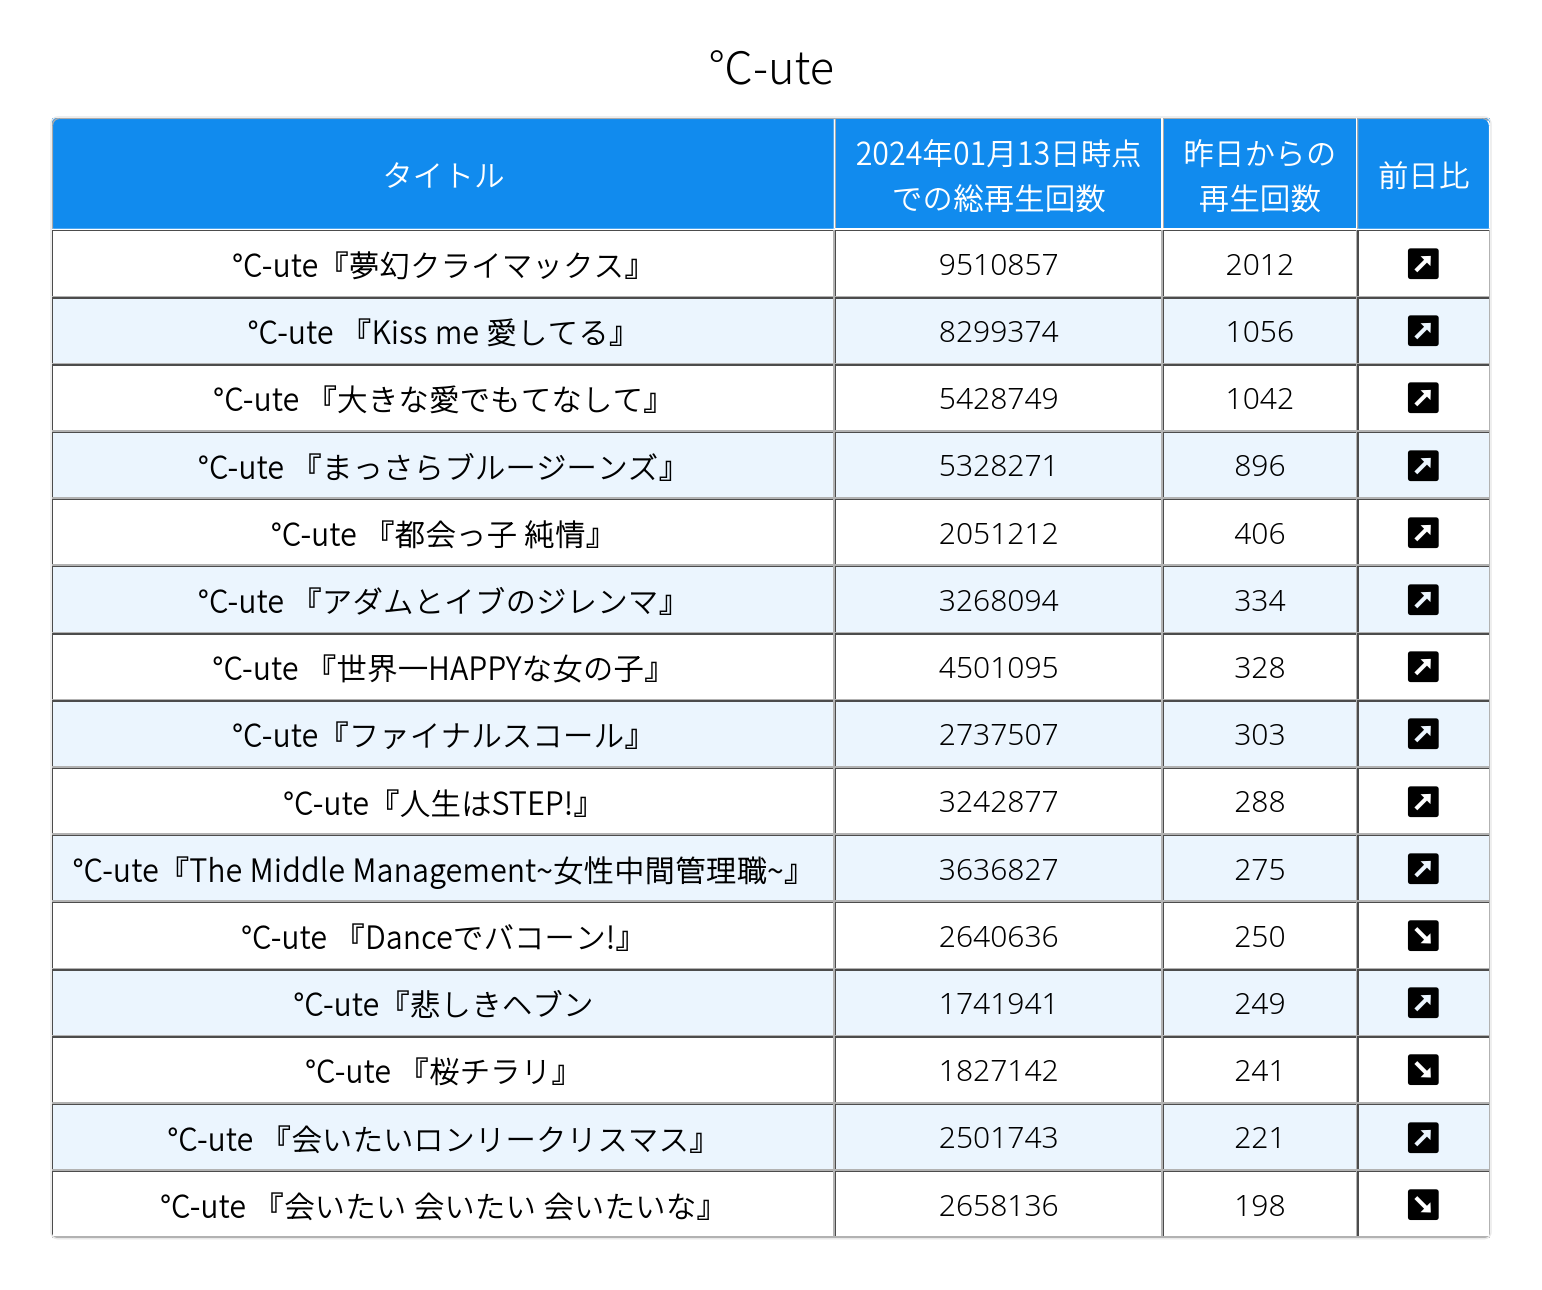 ℃-ute
タイトル 2024年01月13日時点での総再生回数 昨日からの再生回数 前日比
℃-ute『夢幻クライマックス』 9510857 2012 ↗
℃-ute 『Kiss me 愛してる』 8299374 1056 ↗
℃-ute 『大きな愛でもてなして』 5428749 1042 ↗
℃-ute 『まっさらブルージーンズ』 5328271 896 ↗
℃-ute 『都会っ子 純情』 2051212 406 ↗
℃-ute 『アダムとイブのジレンマ』 3268094 334 ↗
℃-ute 『世界一HAPPYな女の子』 4501095 328 ↗
℃-ute『ファイナルスコール』 2737507 303 ↗
℃-ute『人生はSTEP!』 3242877 288 ↗
℃-ute『The Middle Management~女性中間管理職~』 3636827 275 ↗
℃-ute 『Danceでバコーン!』 2640636 250 ↘
℃-ute『悲しきヘブン 1741941 249 ↗
℃-ute 『桜チラリ』 1827142 241 ↘
℃-ute 『会いたいロンリークリスマス』 2501743 221 ↗
℃-ute 『会いたい 会いたい 会いたいな』 2658136 198 ↘